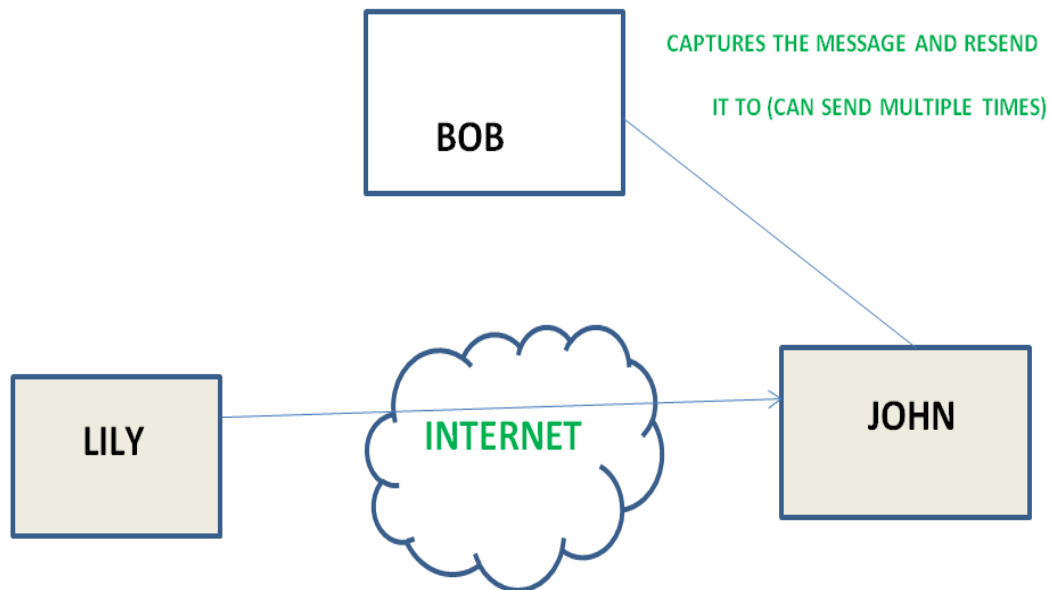 CAPTURES THE MESSAGE AND RESEND
IT TO (CAN SEND MULTIPLE TIMES)
BOB
LILY
INTERNET
JOHN